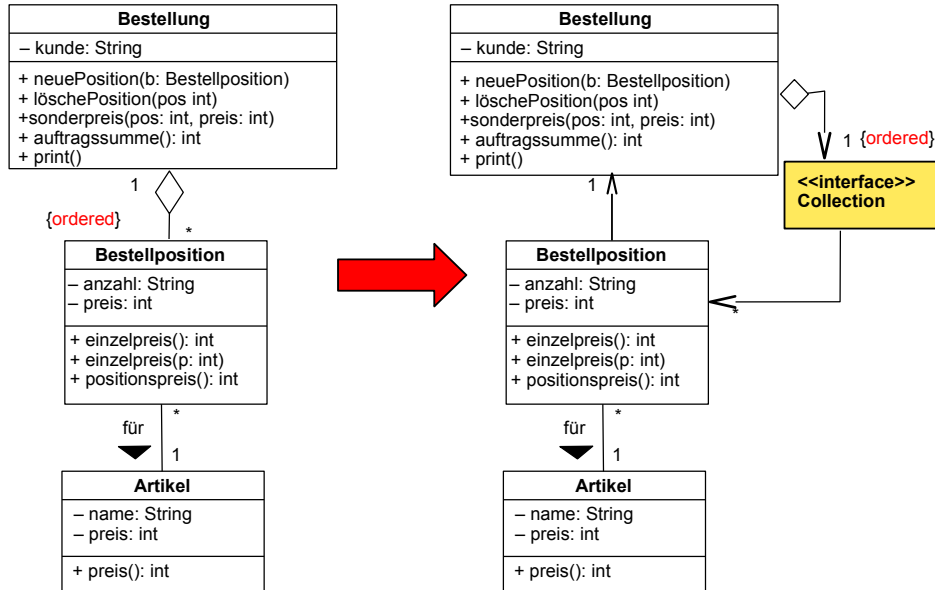 Bestellung
– kunde: String
+ neuePosition(b: Bestellposition)
+ löschePosition(pos int)
+sonderpreis(pos: int, preis: int)
+ auftragssumme(): int
+ print()
1
{ordered}
*
Bestellposition
– anzahl: String
– preis: int
+ einzelpreis(): int
+ einzelpreis(p: int)
+ positionspreis(): int
*
für
1
Artikel
– name: String
– preis: int
+ preis(): int
Bestellung
– kunde: String
+ neuePosition(b: Bestellposition)
+ löschePosition(pos int)
+sonderpreis(pos: int, preis: int)
+ auftragssumme(): int
+ print()
1 {ordered}
<<interface>>
Collection
1
*
Bestellposition
– anzahl: String
– preis: int
+ einzelpreis(): int
+ einzelpreis(p: int)
+ positionspreis(): int
*
für
1
Artikel
– name: String
– preis: int
+ preis(): int